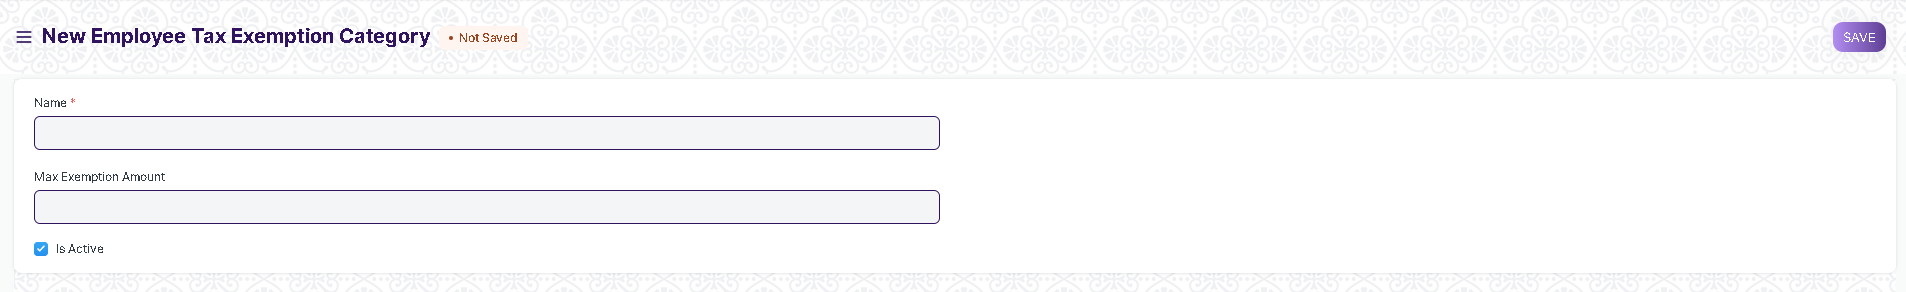 New Employee Tax Exemption Category • Not Saved SAVE
Name *
Max Exemption Amount
Is Active